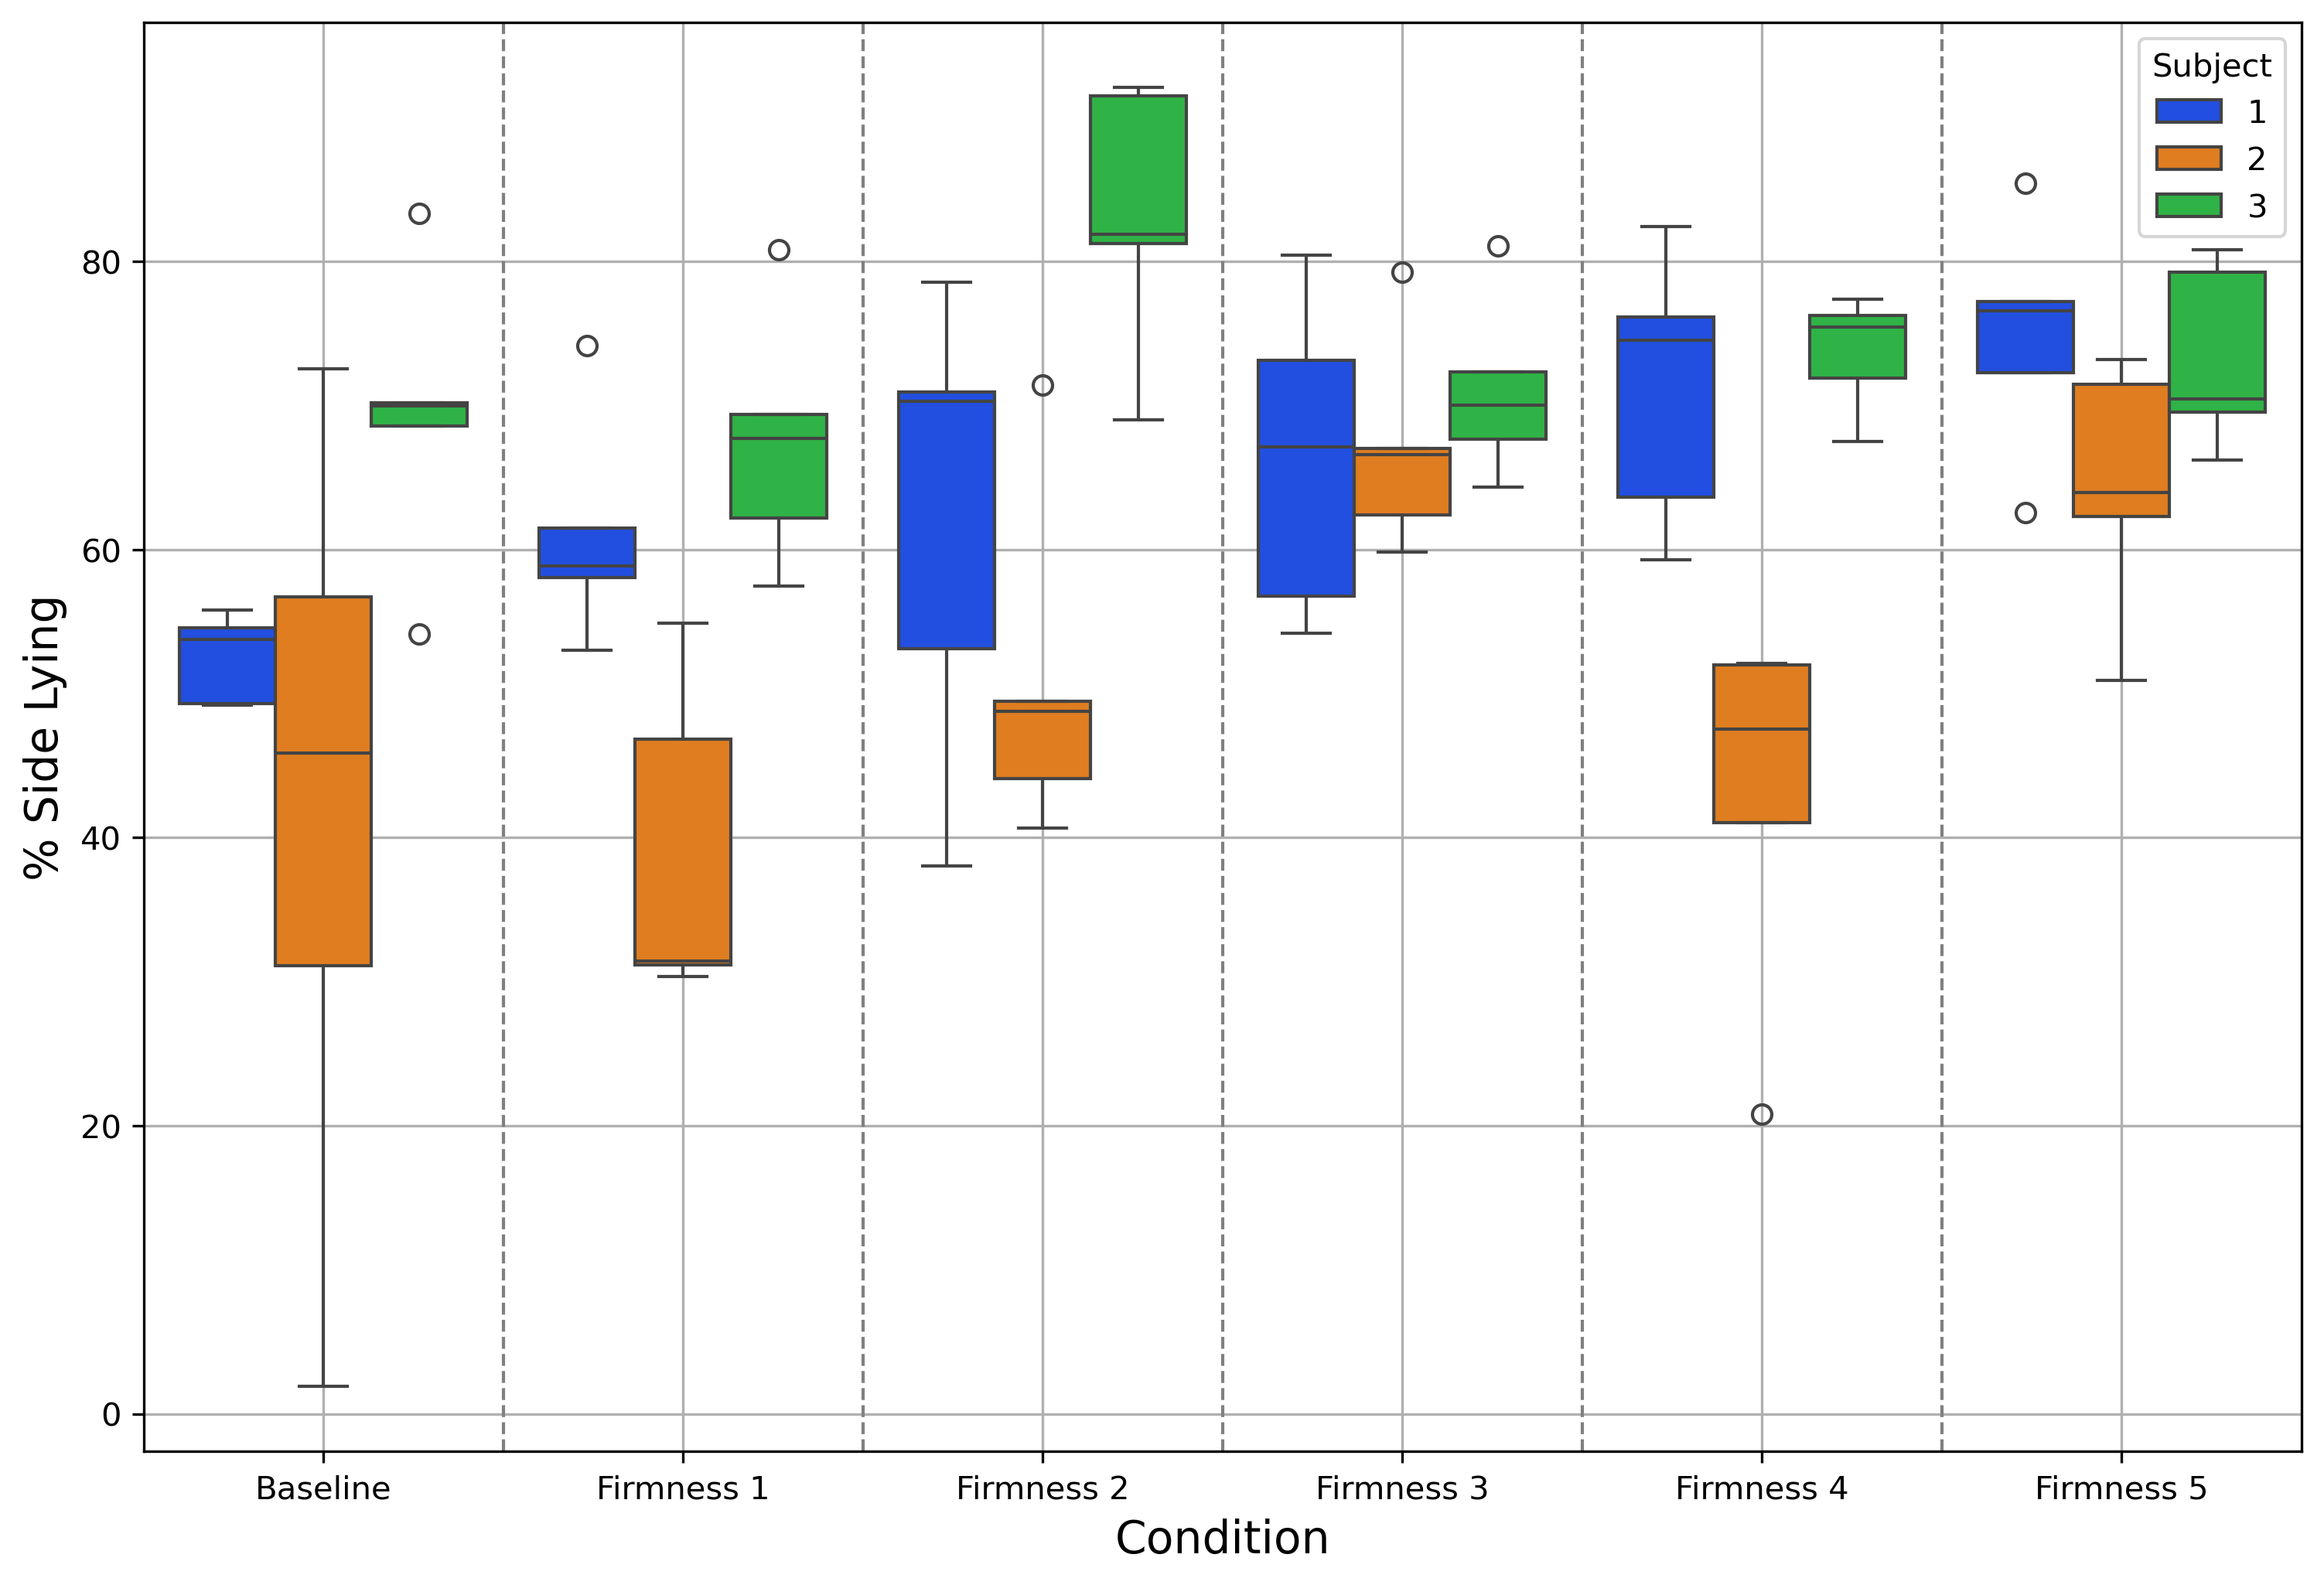 Subject
1
2
3
% Side Lying
80
60
40
20
0
Baseline
Firmness 1
Firmness 2
Firmness 3
Firmness 4
Firmness 5
Condition